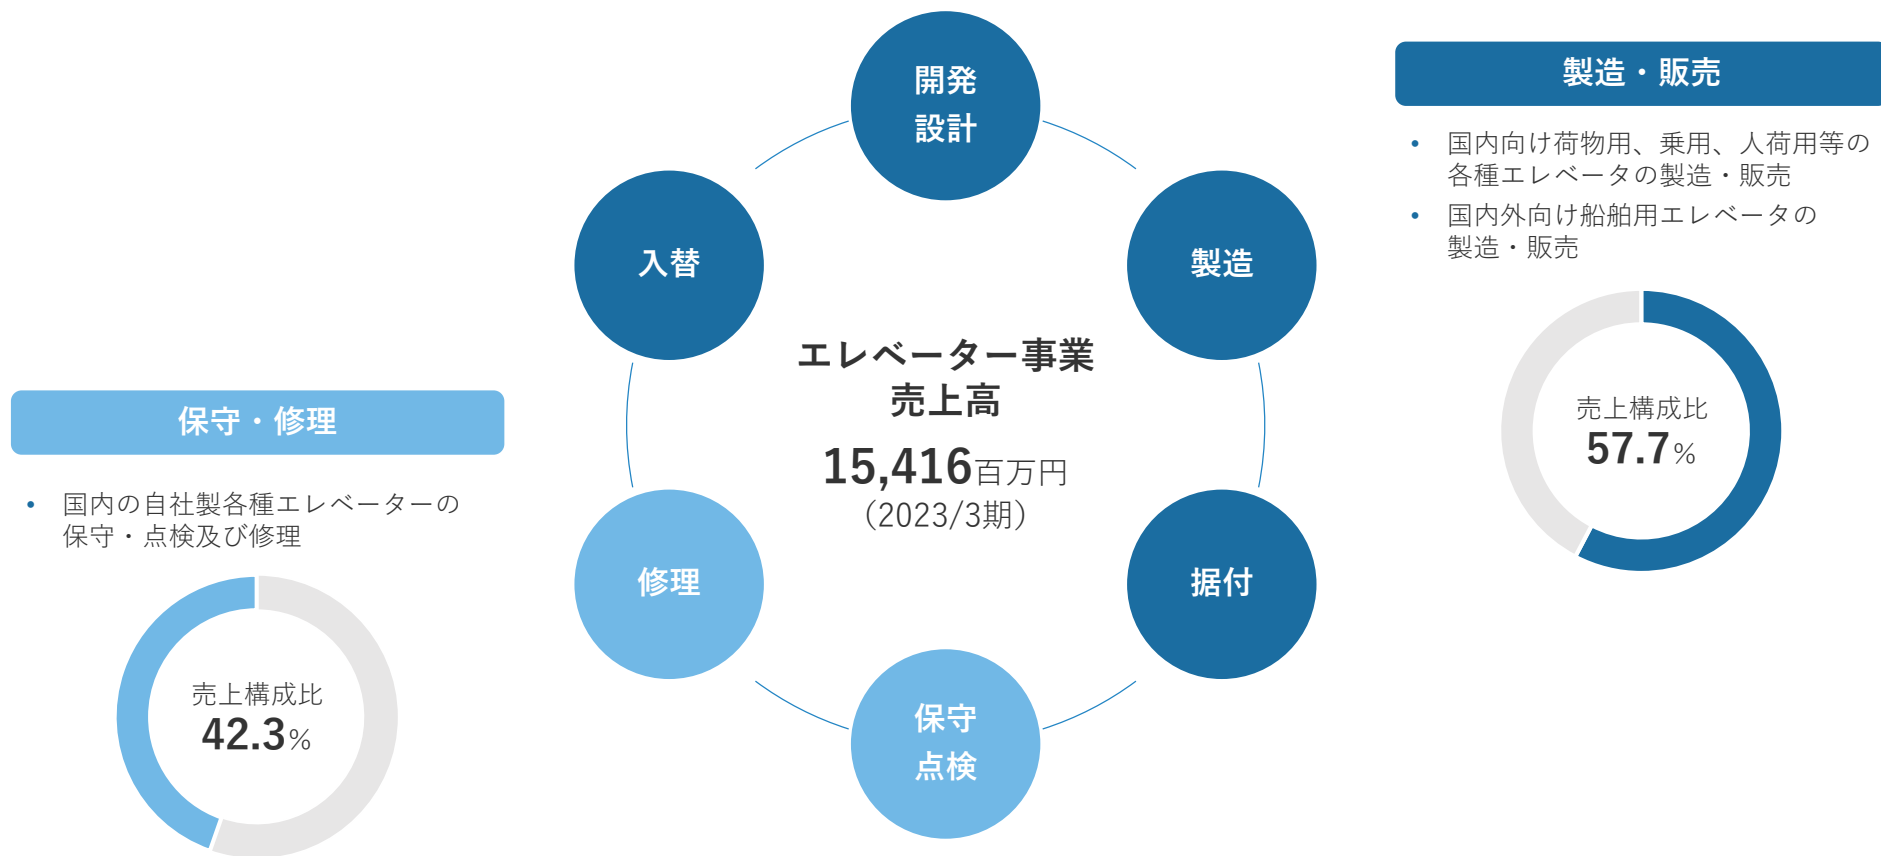 開発
設計
製造
据付
保守
点検
修理
入替
エレベーター事業
売上高
15,416百万円
（2023/3期）
製造・販売
• 国内向け荷物用、乗用、人荷用等の
各種エレベータの製造・販売
• 国内外向け船舶用エレベータの
製造・販売
売上構成比
57.7%
保守・修理
• 国内の自社製各種エレベーターの
保守・点検及び修理
売上構成比
42.3%